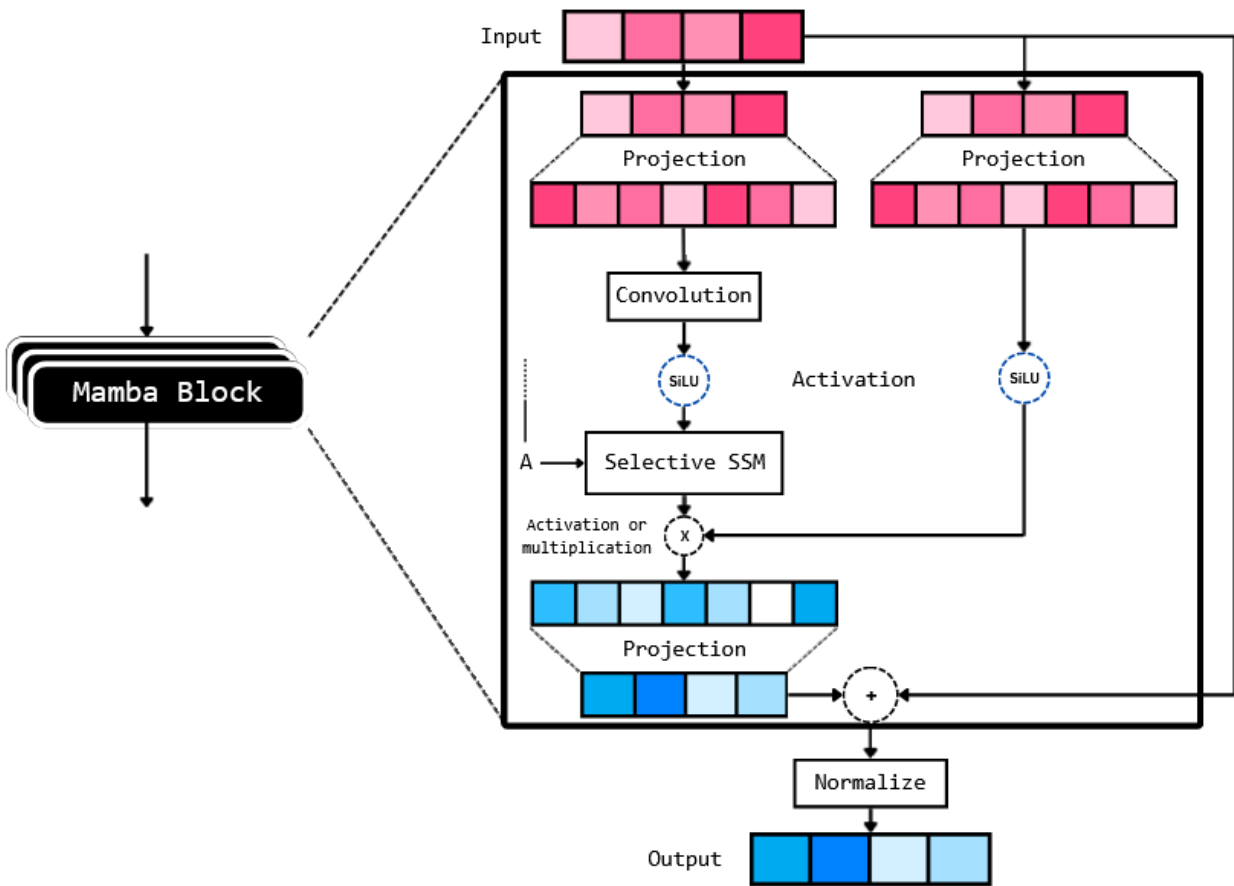 Input
Projection
Projection
Convolution
SiLU
Activation
SiLU
Mamba Block
A
Selective SSM
Activation or
multiplication
X
Projection
+
Normalize
Output